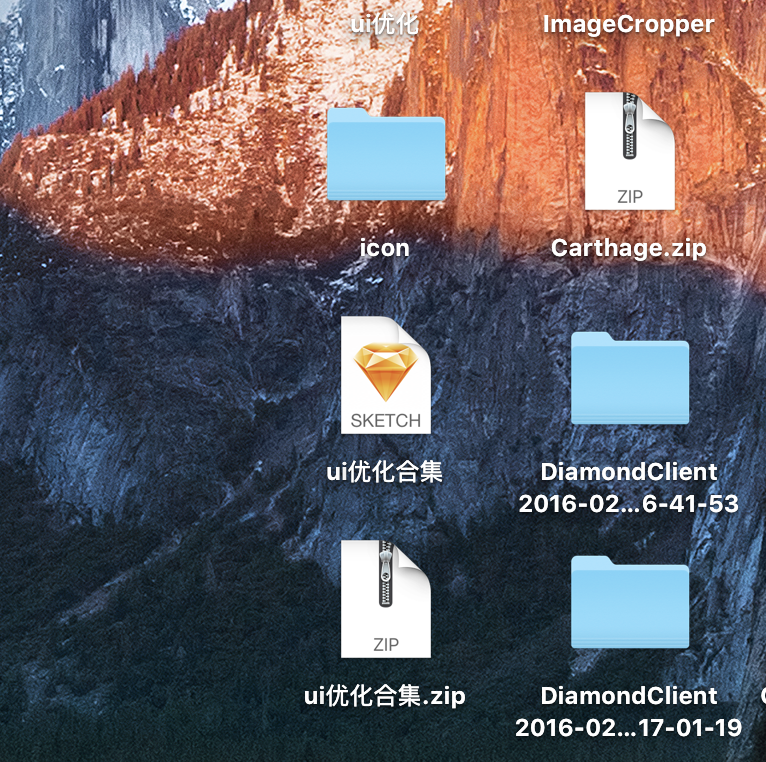 ui优化
ImageCropper
icon
ZIP
Carthage.zip
SKETCH
ui优化合集
DiamondClient
2016-02...6-41-53
ZIP
ui优化合集.zip
DiamondClient
2016-02...17-01-19